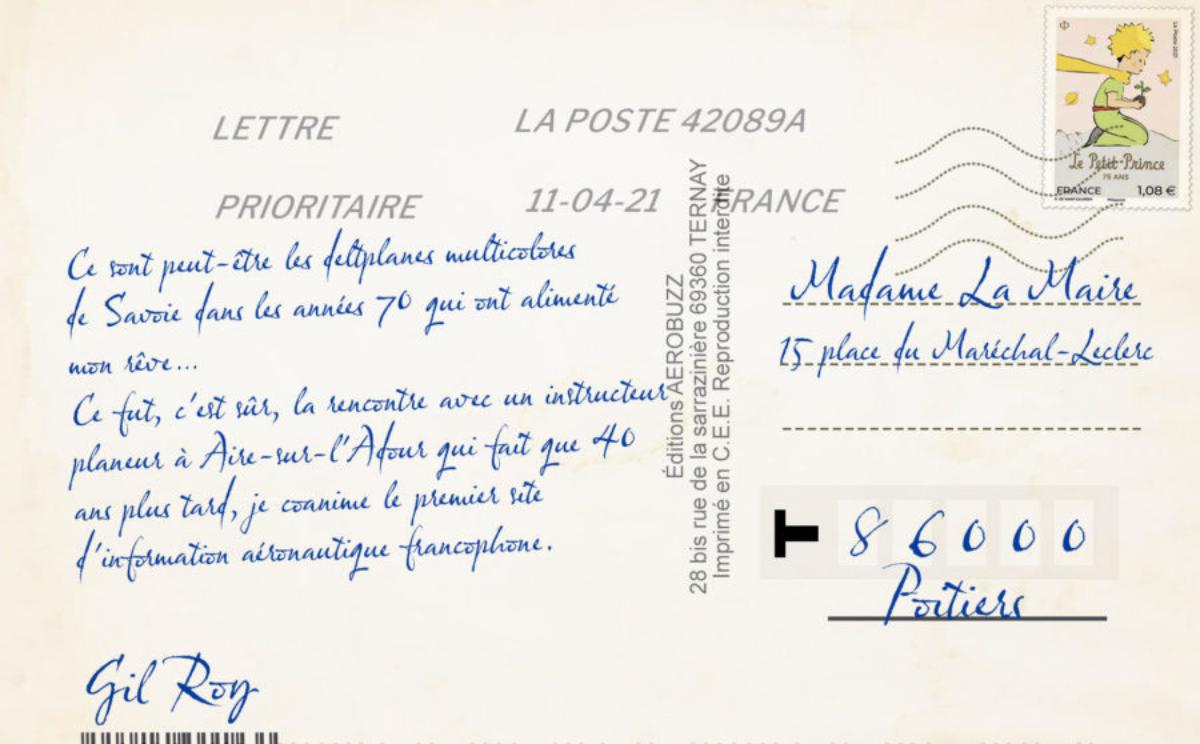 LETTRE LA POSTE 42089A
PRIORITAIRE 11-04-21 FRANCE
Le Petit Prince
75 ANS
FRANCE 1,08 €
Ce sont peut-être les deltplanes multicolores
de Savoie dans les années 70 qui ont alimenté
mon rêve...
Ce fut, c'est sûr, la rencontre avec un instructeur
planeur à Aire-sur-l'Adour qui fait que 40
ans plus tard, je coanime le premier site
d'information aéronautique francophone.
Gil Roy
Éditions AEROBUZZ
28 bis rue de la sarrazinière 69360 TERNAY
Imprimé en C.E.E. Reproduction interdite
Madame La Maire
15 place du Maréchal-Leclerc
T 86000
Poitiers